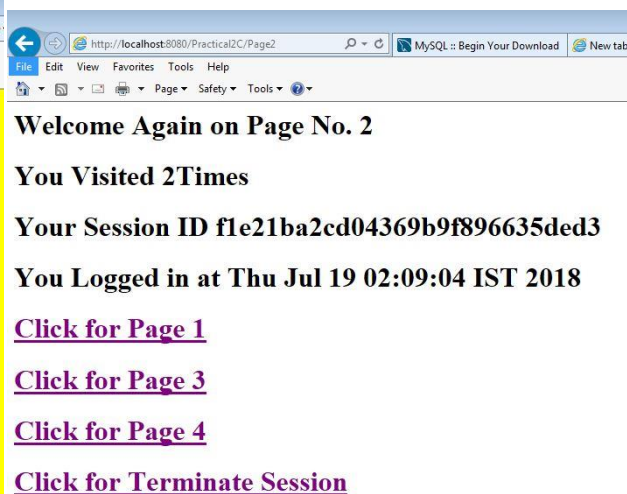 http://localhost:8080/Practical2C/Page2
MySQL :: Begin Your Download
New tab
File Edit View Favorites Tools Help
Page Safety Tools
Welcome Again on Page No. 2
You Visited 2Times
Your Session ID f1e21ba2cd04369b9f896635ded3
You Logged in at Thu Jul 19 02:09:04 IST 2018
Click for Page 1
Click for Page 3
Click for Page 4
Click for Terminate Session